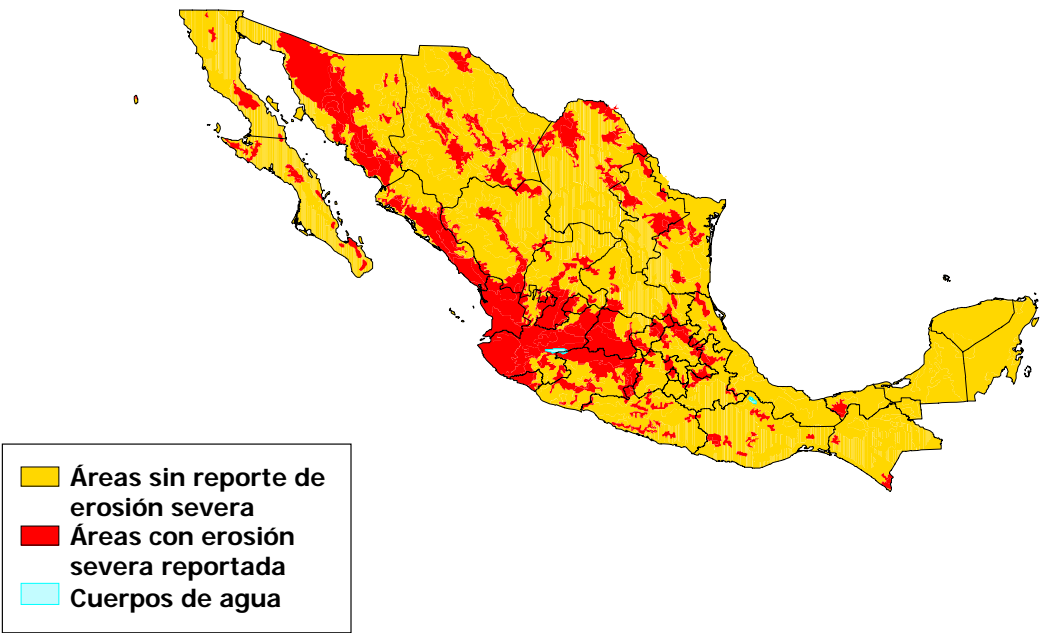 Áreas sin reporte de
erosión severa
Áreas con erosión
severa reportada
Cuerpos de agua